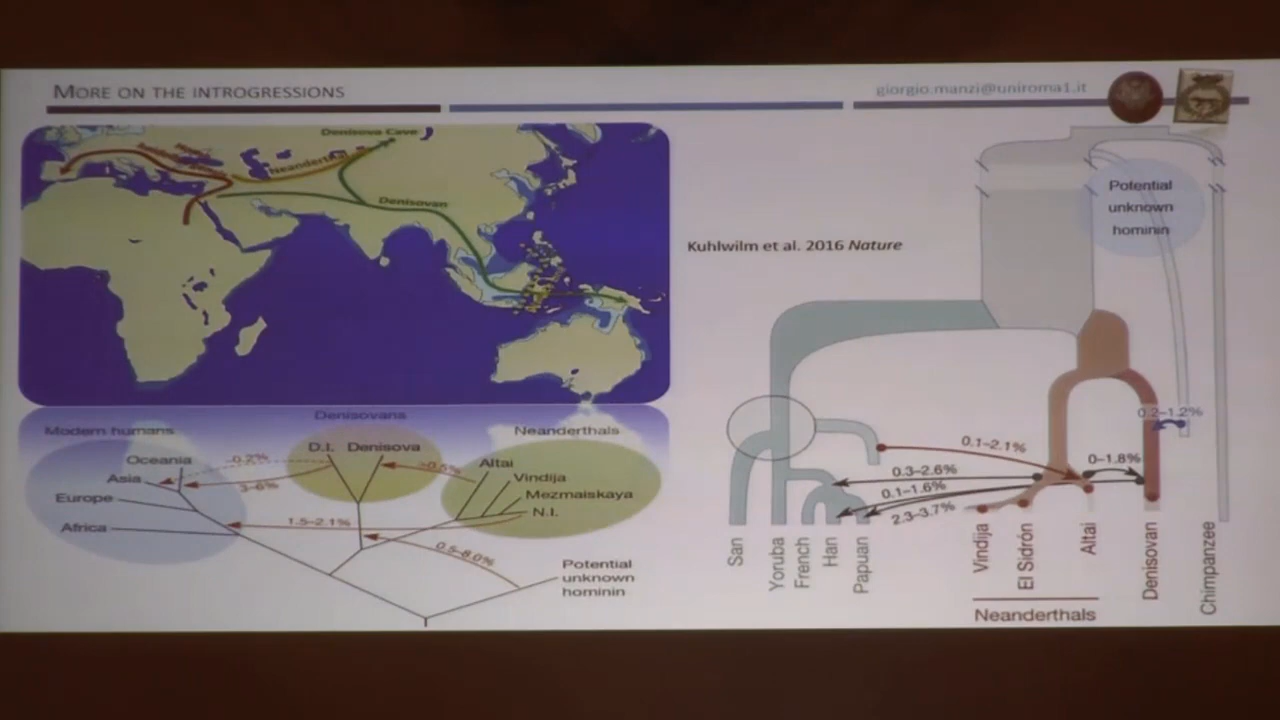 MORE ON THE INTROGRESSIONS
giorgio.manzi@uniroma1.it
Denisova Cave
Neanderthal
Denisovan
Potential
unknown
hominin
Kuhlwilm et al. 2016 Nature
Modern humans
Denisovans
Neanderthals
Oceania
Asia
Europe
Africa
D.I.
Denisova
Altai
Vindija
Mezmaiskaya
N.I.
~0.2%
3–6%
>0.5%
1.5–2.1%
0.5–8.0%
Potential
unknown
hominin
0.2–1.2%
0.1–2.1%
0–1.8%
0.3–2.6%
0.1–1.6%
2.3–3.7%
San
Yoruba
French
Han
Papuan
Vindija
El Sidrón
Altai
Denisovan
Chimpanzee
Neanderthals